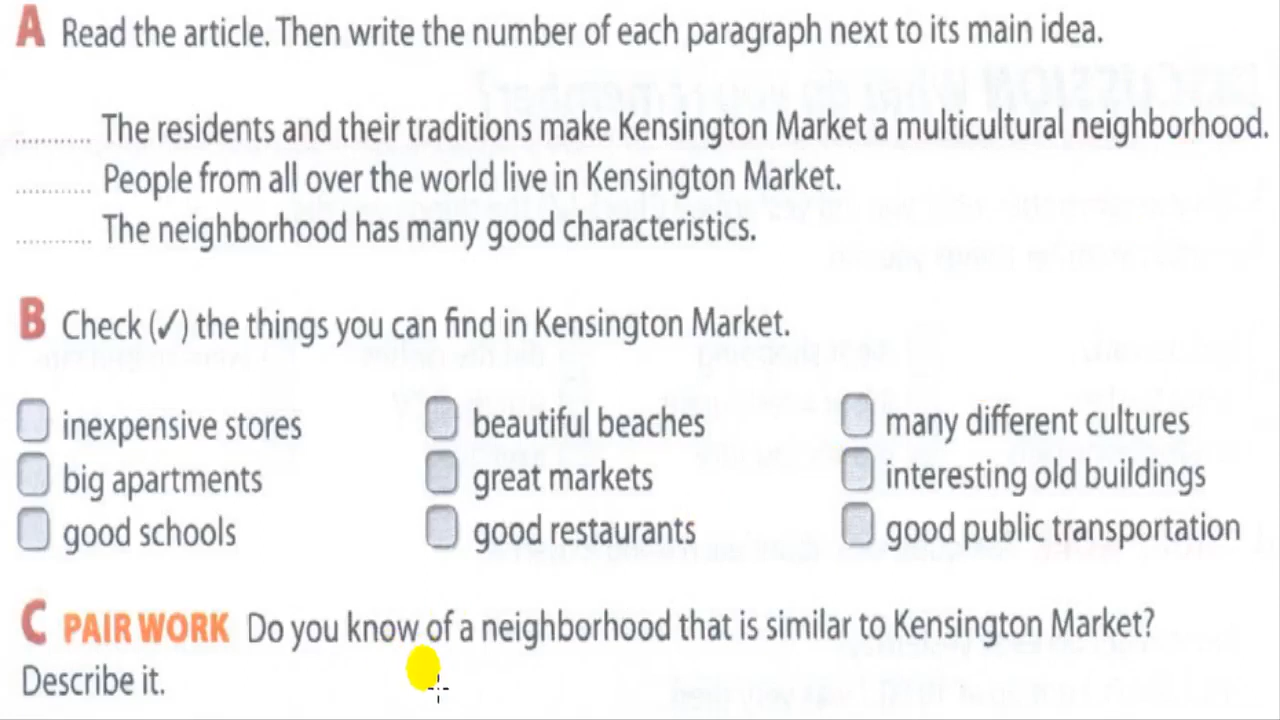 A Read the article. Then write the number of each paragraph next to its main idea.
.......... The residents and their traditions make Kensington Market a multicultural neighborhood.
.......... People from all over the world live in Kensington Market.
.......... The neighborhood has many good characteristics.
B Check (✓) the things you can find in Kensington Market.
inexpensive stores beautiful beaches many different cultures
big apartments great markets interesting old buildings
good schools good restaurants good public transportation
C PAIR WORK Do you know of a neighborhood that is similar to Kensington Market?
Describe it.